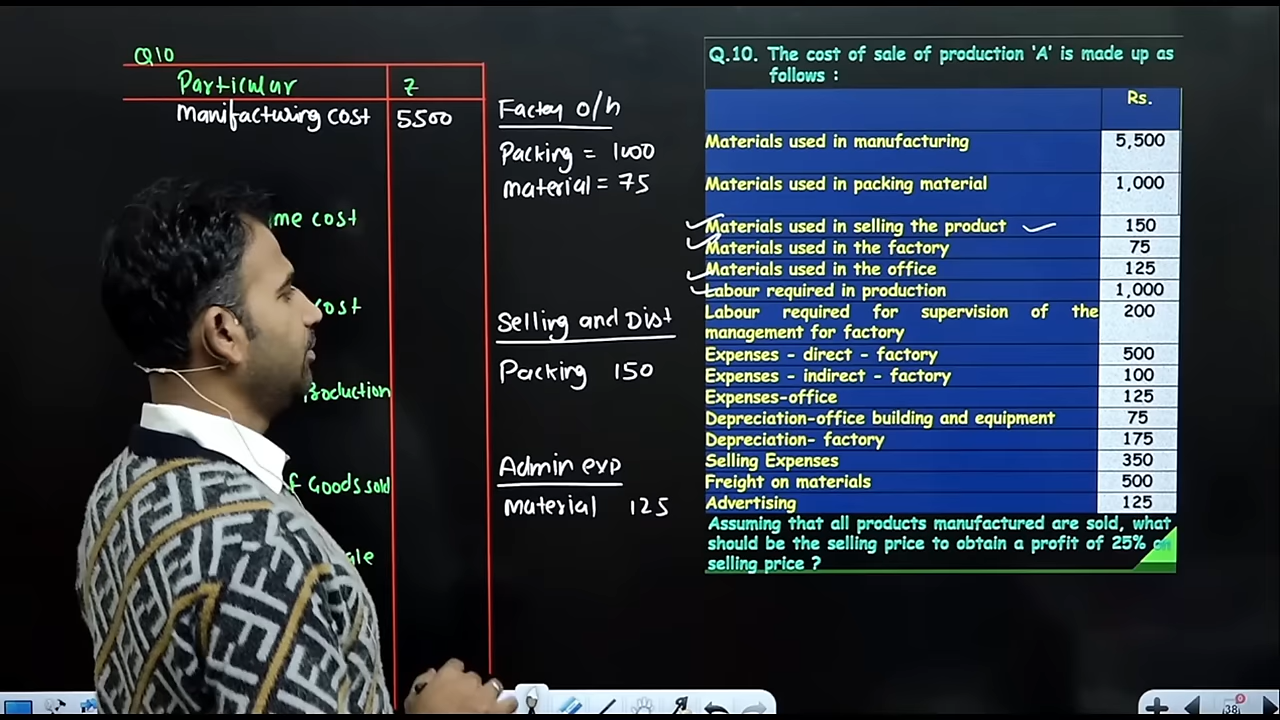 Q10
Particular ₹
Manifacturing cost 5500
me cost
cost
Production
f Goods sold
le
Factory o/h
Packing = 1000
material = 75
Selling and Dist
Packing 150
Admin exp
material 125
Q.10. The cost of sale of production 'A' is made up as
follows :
Rs.
Materials used in manufacturing 5,500
Materials used in packing material 1,000
Materials used in selling the product 150
Materials used in the factory 75
Materials used in the office 125
Labour required in production 1,000
Labour required for supervision of the 200
management for factory
Expenses - direct - factory 500
Expenses - indirect - factory 100
Expenses-office 125
Depreciation-office building and equipment 75
Depreciation- factory 175
Selling Expenses 350
Freight on materials 500
Advertising 125
Assuming that all products manufactured are sold, what
should be the selling price to obtain a profit of 25% on
selling price ?
38